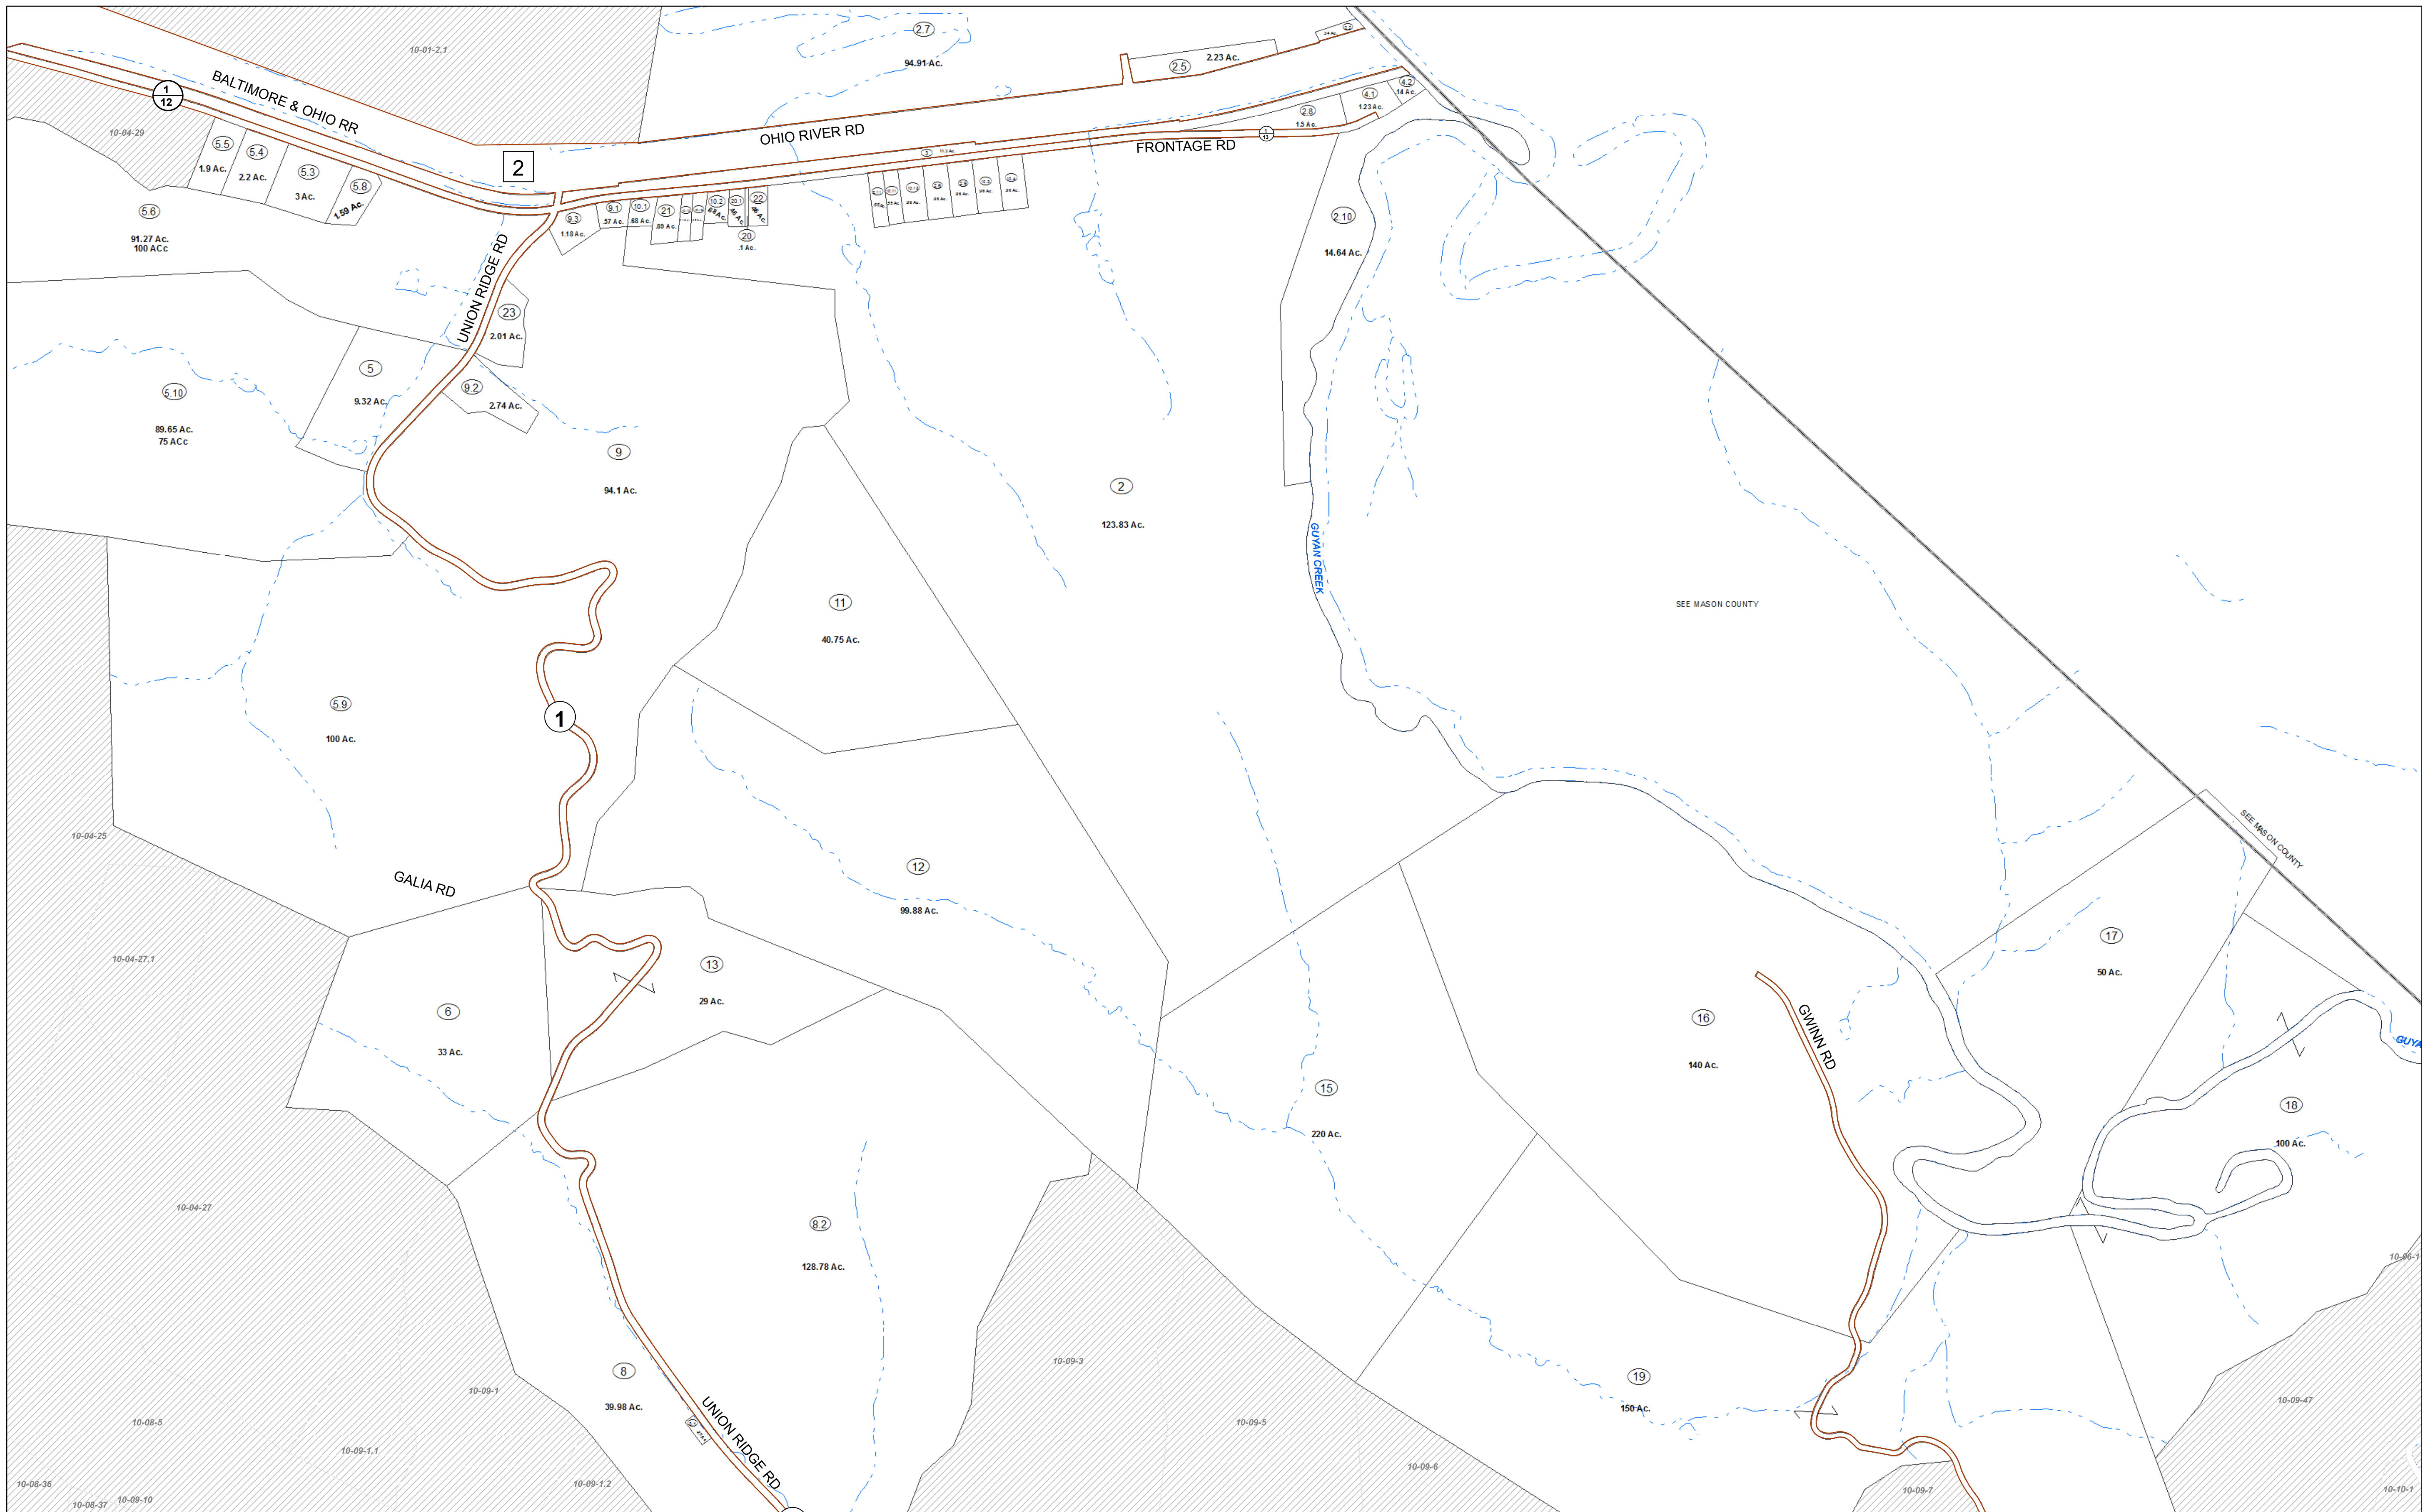 10-01-2.1
2.7
94.91 Ac.
2.5
2.23 Ac.
BALTIMORE & OHIO RR
1
12
OHIO RIVER RD
4.2
.14 Ac.
4.1
1.23 Ac.
2.8
1.5 Ac.
1
13
FRONTAGE RD
10-04-29
2
5.5
1.9 Ac.
5.4
2.2 Ac.
5.3
3 Ac.
5.8
1.59 Ac.
5.6
91.27 Ac.
100 ACc
9.3
1.18 Ac.
9.1
.57 Ac.
10.1
.68 Ac.
21
.89 Ac.
10.2
20.1
22
20
.1 Ac.
2.10
14.64 Ac.
UNION RIDGE RD
23
2.01 Ac.
5
9.32 Ac.
9.2
2.74 Ac.
5.10
89.65 Ac.
75 ACc
9
94.1 Ac.
2
123.83 Ac.
GUYAN CREEK
11
40.75 Ac.
SEE MASON COUNTY
5.9
100 Ac.
1
10-04-25
SEE MASON COUNTY
GALIA RD
12
99.88 Ac.
10-04-27.1
13
29 Ac.
17
50 Ac.
6
33 Ac.
16
140 Ac.
GWINN RD
GUYA
15
220 Ac.
18
100 Ac.
10-04-27
8.2
128.78 Ac.
10-06-1
10-09-3
8
39.98 Ac.
19
150 Ac.
10-09-1
10-09-47
10-08-5
10-09-5
UNION RIDGE RD
10-09-1.1
10-09-6
10-08-36
10-09-1.2
10-09-7
10-10-1
10-08-37
10-09-10